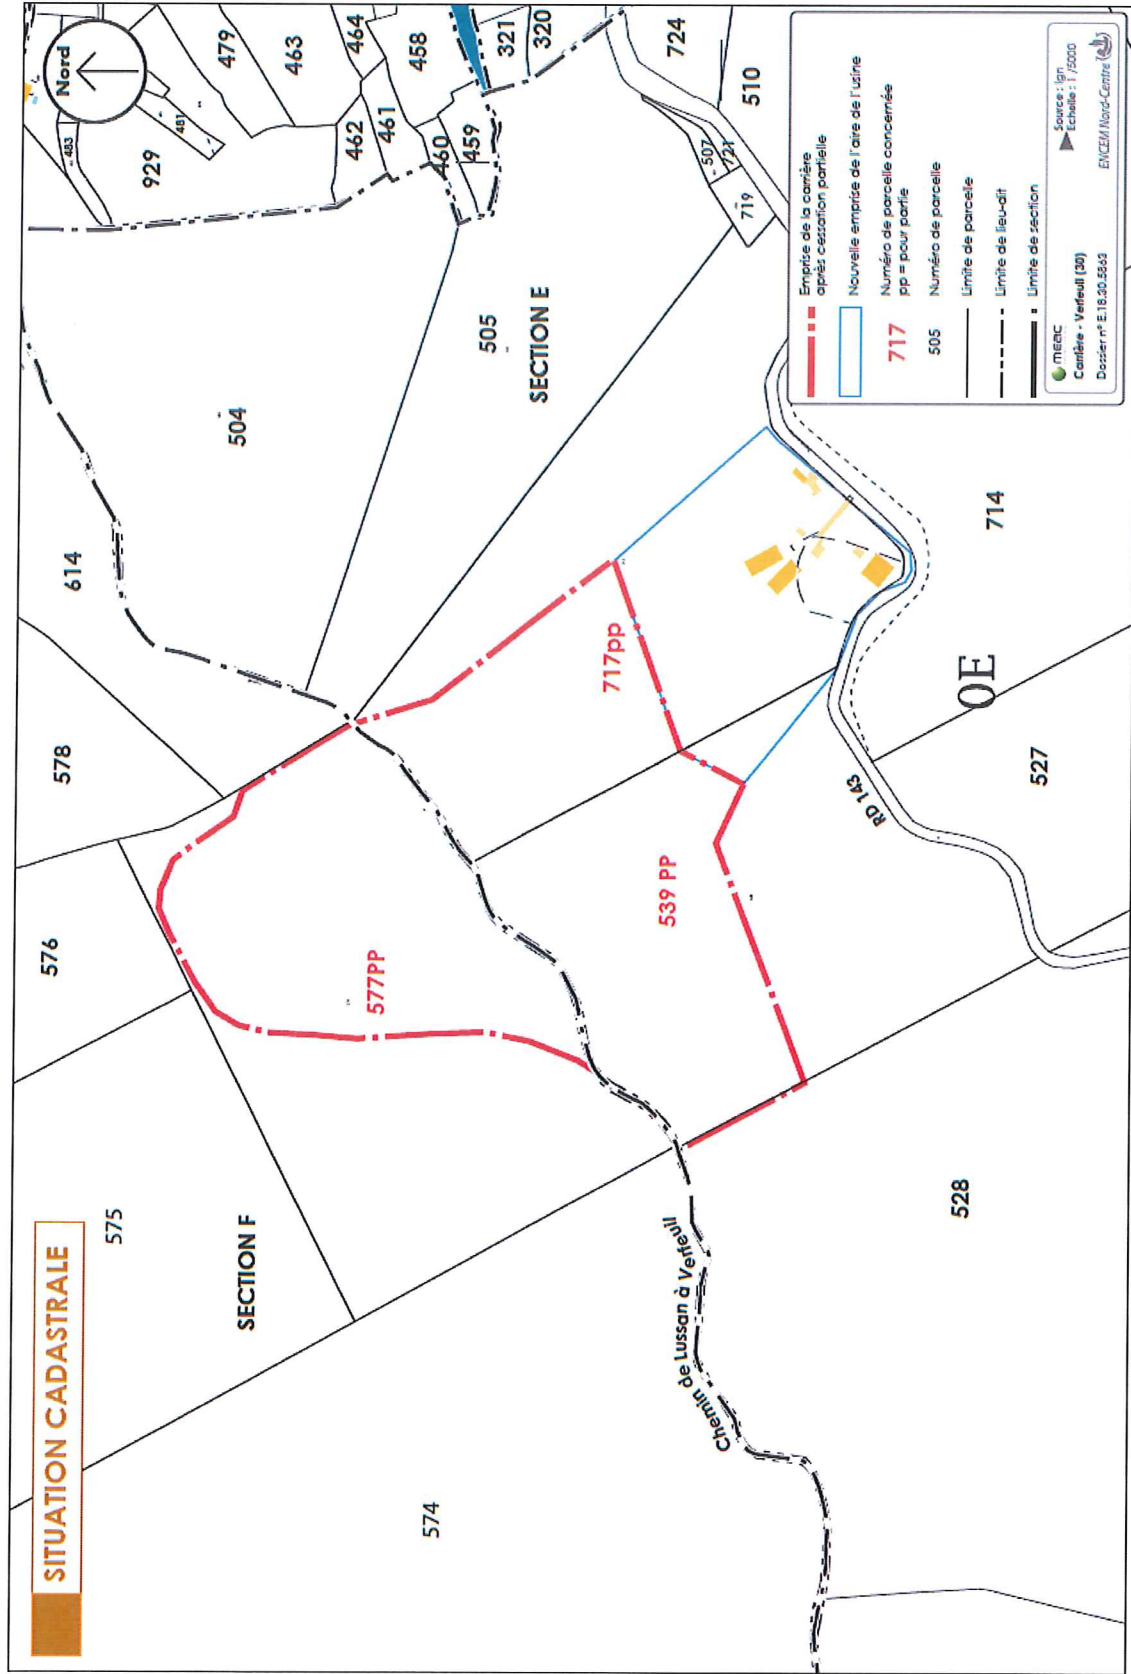 SITUATION CADASTRALE
Nord
483
481
929
479
463
464
458
321
320
462
461
460
459
724
510
507
721
719
504
505
SECTION E
614
578
576
575
SECTION F
574
577PP
539 PP
717pp
714
OE
527
528
RD 143
Chemin de Lussan à Verfeuil
Emprise de la carrière
après cessation partielle
Nouvelle emprise de l'aire de l'usine
717
Numéro de parcelle concernée
pp = pour partie
505
Numéro de parcelle
Limite de parcelle
Limite de lieu-dit
Limite de section
meac
Carrière - Verfeuil (30)
Dossier n° E.18.30.5863
Source : Ign
Echelle : 1 /5000
ENCEM Nord-Centre